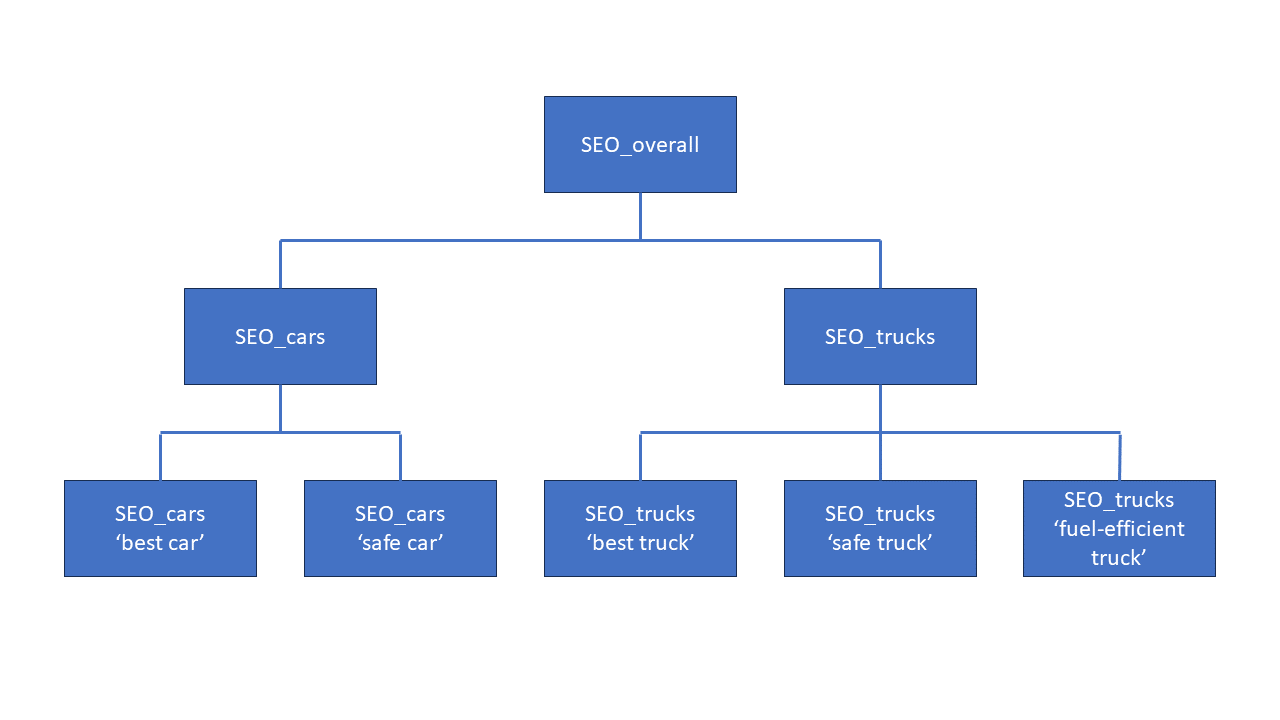 SEO_overall
SEO_cars
SEO_trucks
SEO_cars
‘best car’
SEO_cars
‘safe car’
SEO_trucks
‘best truck’
SEO_trucks
‘safe truck’
SEO_trucks
‘fuel-efficient
truck’